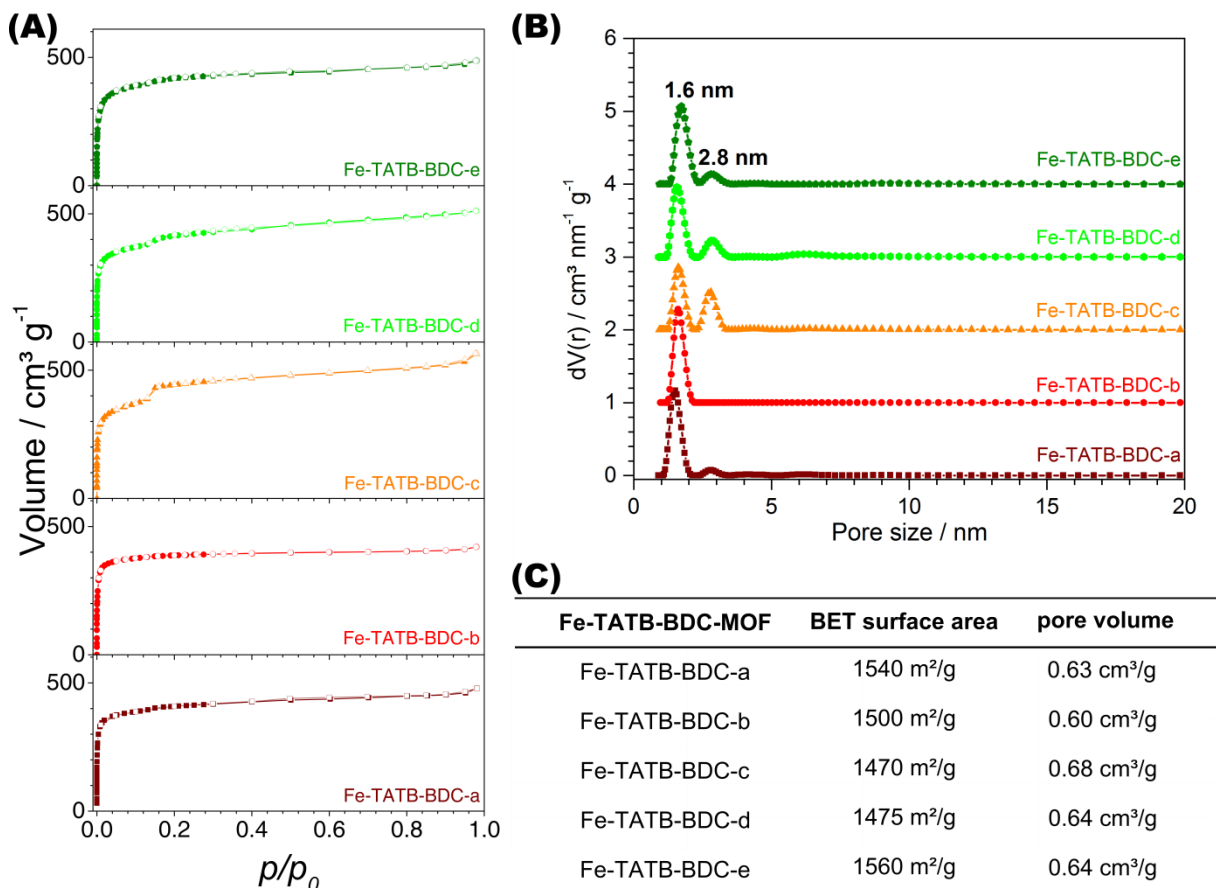 (A)
500
0
Fe-TATB-BDC-e
500
0
Fe-TATB-BDC-d
500
0
Fe-TATB-BDC-c
500
0
Fe-TATB-BDC-b
500
0
Fe-TATB-BDC-a
0.0 0.2 0.4 0.6 0.8 1.0
Volume / cm³ g⁻¹
p/p₀
(B)
6
5
4
3
2
1
0
1.6 nm
2.8 nm
Fe-TATB-BDC-e
Fe-TATB-BDC-d
Fe-TATB-BDC-c
Fe-TATB-BDC-b
Fe-TATB-BDC-a
0 5 10 15 20
dV(r) / cm³ nm⁻¹ g⁻¹
Pore size / nm
(C)
Fe-TATB-BDC-MOF BET surface area pore volume
Fe-TATB-BDC-a 1540 m²/g 0.63 cm³/g
Fe-TATB-BDC-b 1500 m²/g 0.60 cm³/g
Fe-TATB-BDC-c 1470 m²/g 0.68 cm³/g
Fe-TATB-BDC-d 1475 m²/g 0.64 cm³/g
Fe-TATB-BDC-e 1560 m²/g 0.64 cm³/g